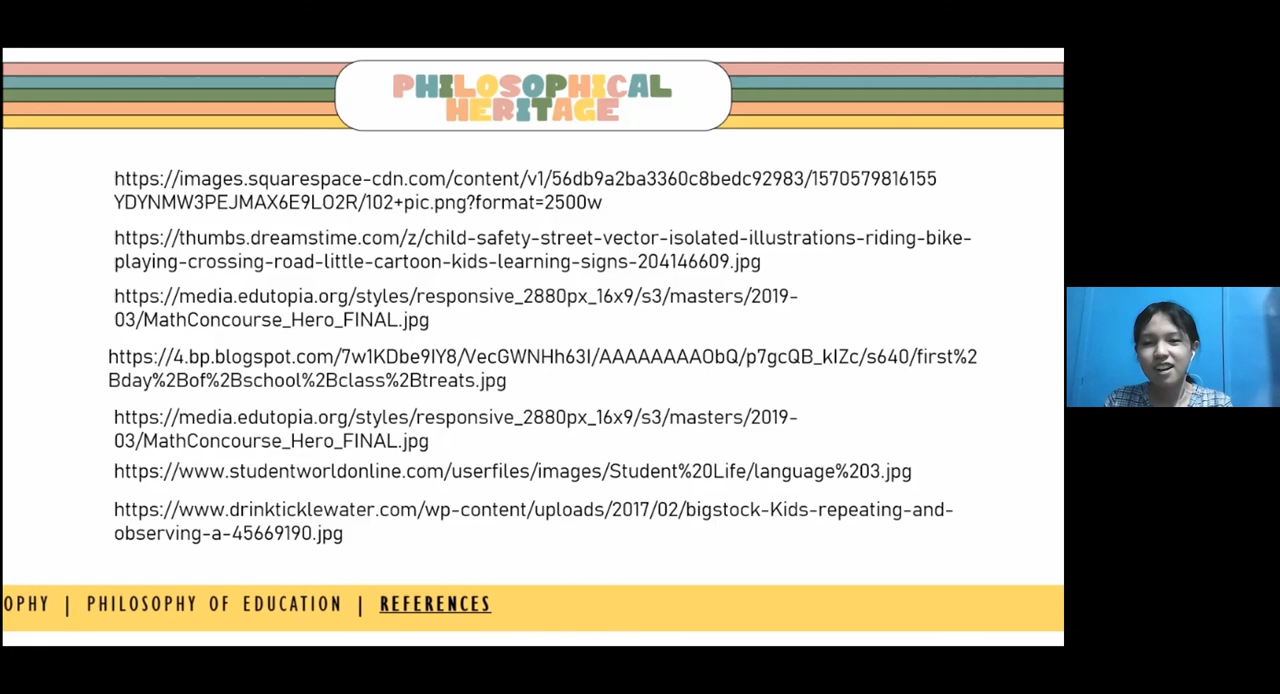 PHILOSOPHICAL
HERITAGE
https://images.squarespace-cdn.com/content/v1/56db9a2ba3360c8bedc92983/1570579816155
YDYNMW3PEJMAX6E9LO2R/102+pic.png?format=2500w
https://thumbs.dreamstime.com/z/child-safety-street-vector-isolated-illustrations-riding-bike-
playing-crossing-road-little-cartoon-kids-learning-signs-204146609.jpg
https://media.edutopia.org/styles/responsive_2880px_16x9/s3/masters/2019-
03/MathConcourse_Hero_FINAL.jpg
https://4.bp.blogspot.com/7w1KDbe9IY8/VecGWNHh63I/AAAAAAAAObQ/p7gcQB_kIZc/s640/first%2
Bday%2Bof%2Bschool%2Bclass%2Btreats.jpg
https://media.edutopia.org/styles/responsive_2880px_16x9/s3/masters/2019-
03/MathConcourse_Hero_FINAL.jpg
https://www.studentworldonline.com/userfiles/images/Student%20Life/language%203.jpg
https://www.drinkticklewater.com/wp-content/uploads/2017/02/bigstock-Kids-repeating-and-
observing-a-45669190.jpg
OPHY | PHILOSOPHY OF EDUCATION | REFERENCES